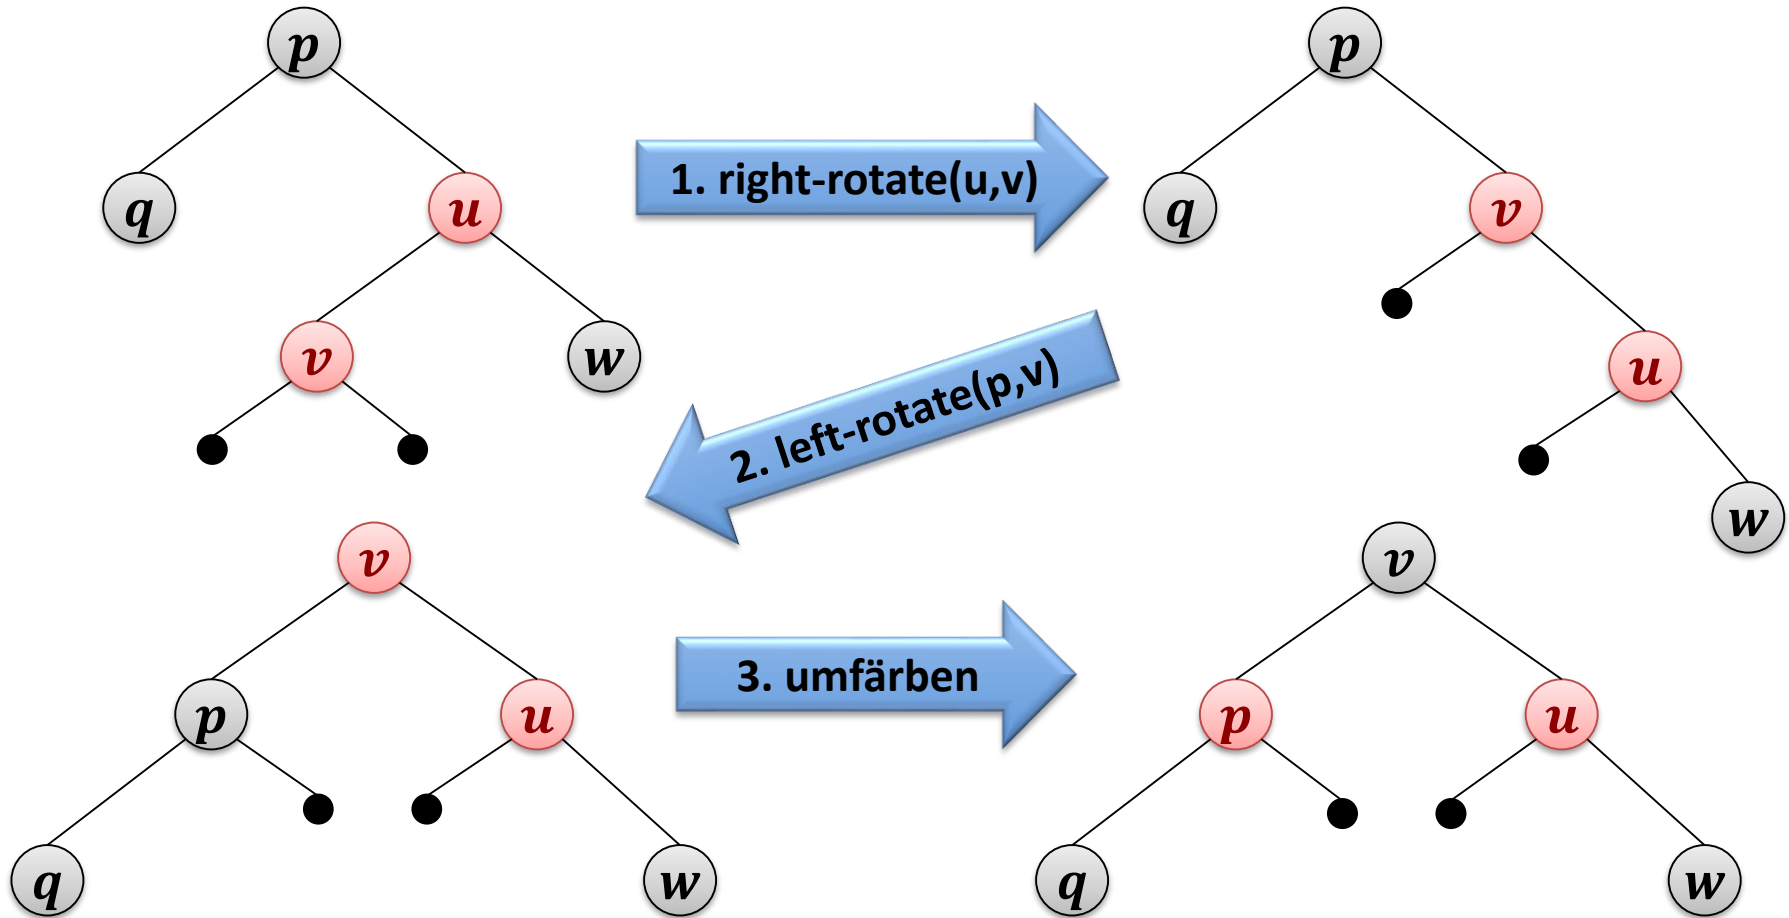 p
q
u
v
w
1. right-rotate(u,v)
p
q
v
u
w
2. left-rotate(p,v)
v
p
u
q
w
3. umfärben
v
p
u
q
w